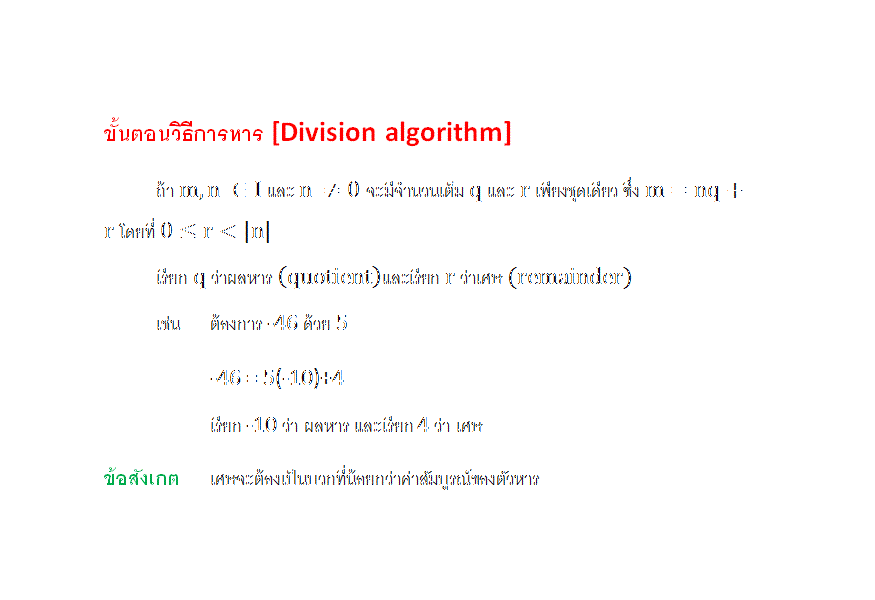 ขั้นตอนวิธีการหาร [Division algorithm]
ถ้า m,n ∈ I และ n ≠ 0 จะมีจำนวนเต็ม q และ r เพียงชุดเดียว ซึ่ง m = nq +
r โดยที่ 0 ≤ r < |n|
เรียก q ว่าผลหาร (quotient)และเรียก r ว่าเศษ (remainder)
เช่น ต้องการ -46 ด้วย 5
-46 = 5(-10)+4
เรียก -10 ว่า ผลหาร และเรียก 4 ว่า เศษ
ข้อสังเกต เศษจะต้องเป็นบวกที่น้อยกว่าค่าสัมบูรณ์ของตัวหาร